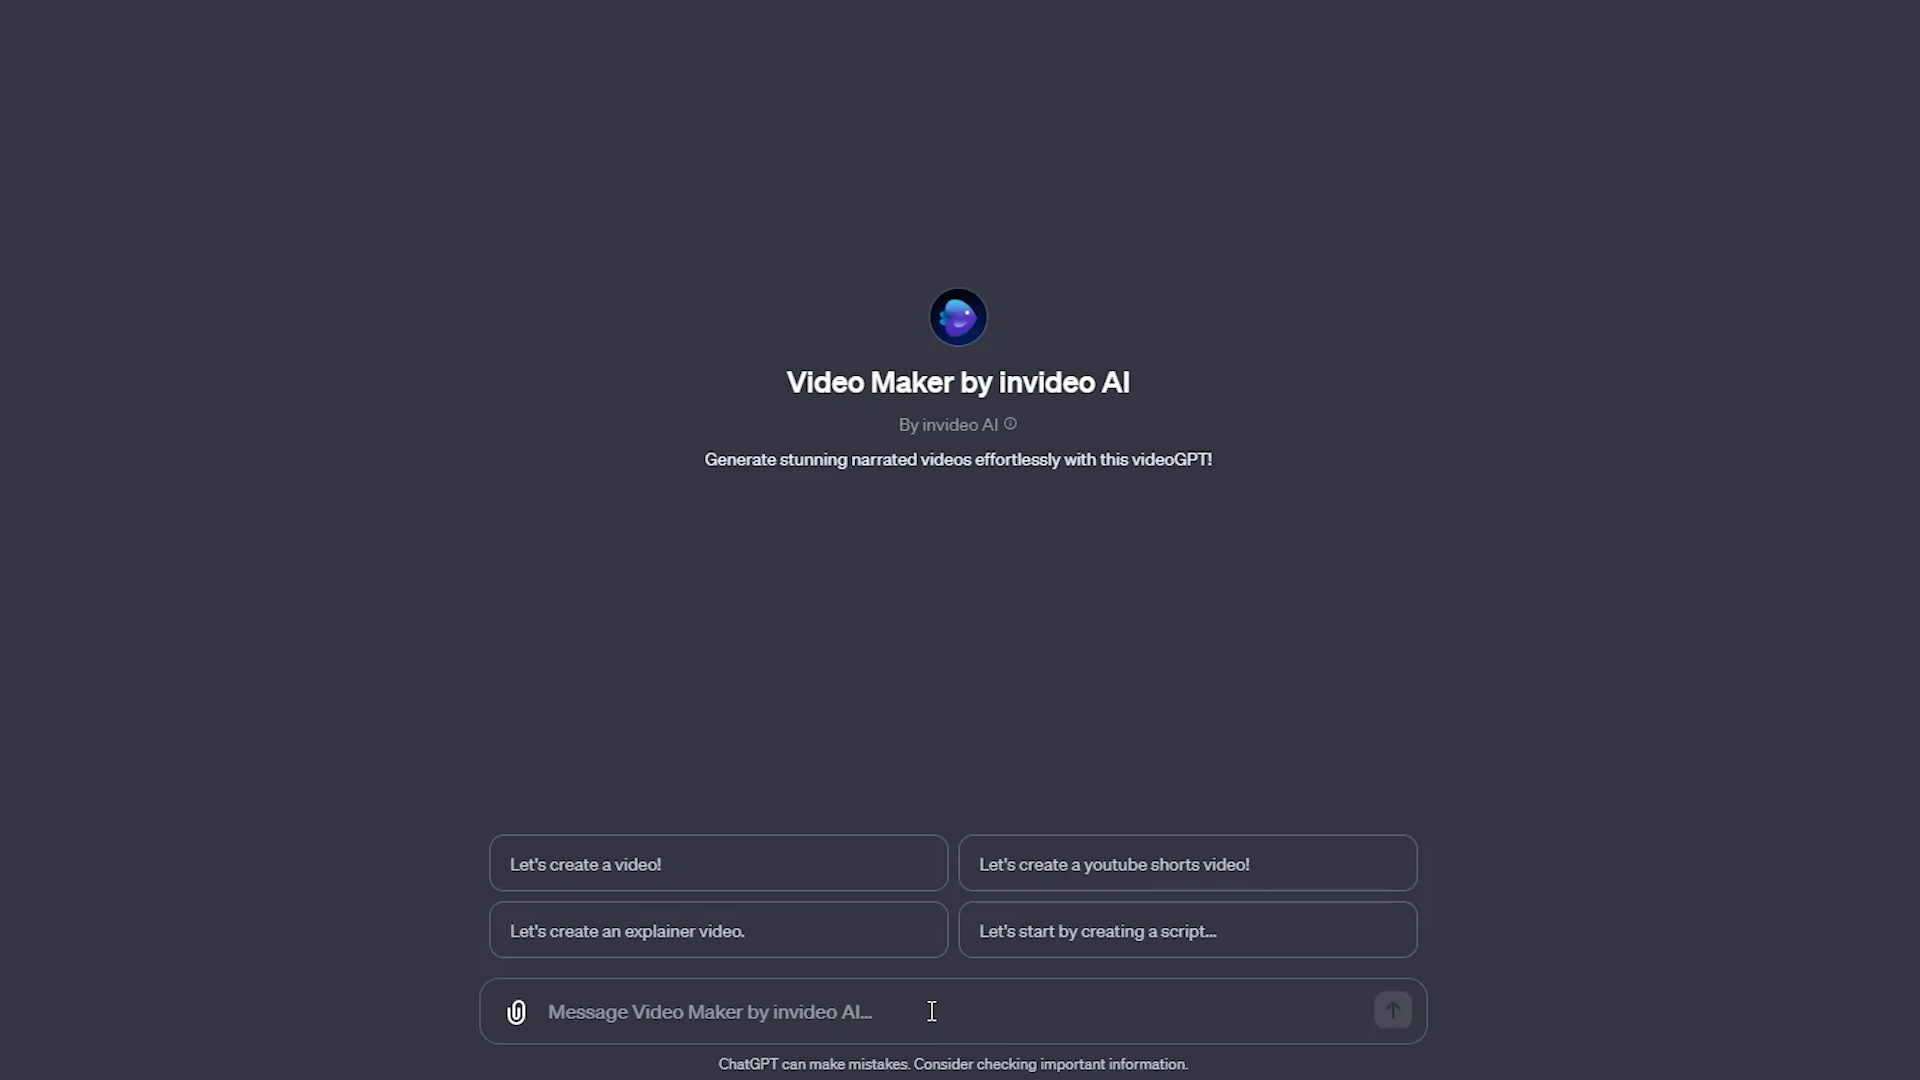 Video Maker by invideo AI
By invideo AI
Generate stunning narrated videos effortlessly with this videoGPT!
Let's create a video!
Let's create a youtube shorts video!
Let's create an explainer video.
Let's start by creating a script...
Message Video Maker by invideo AI...
ChatGPT can make mistakes. Consider checking important information.